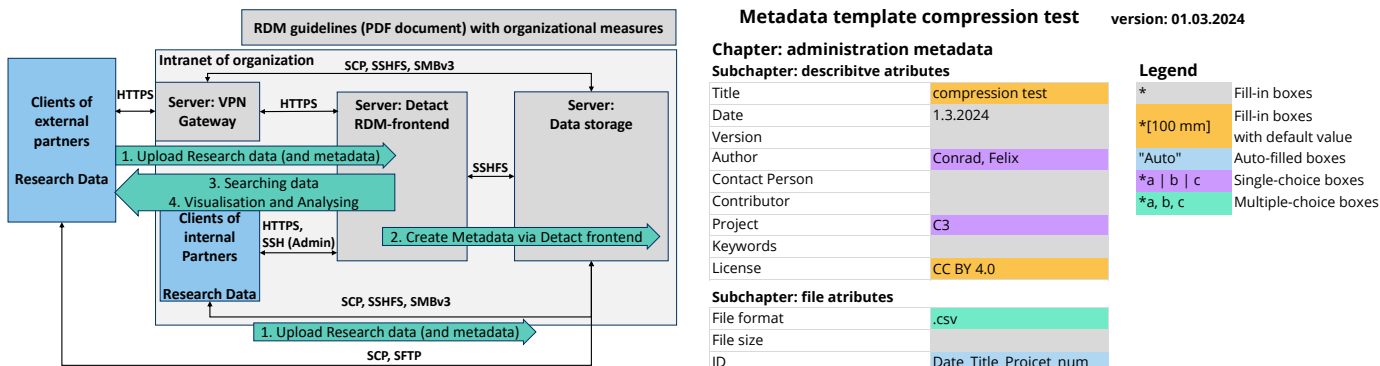 RDM guidelines (PDF document) with organizational measures
Intranet of organization
SCP, SSHFS, SMBv3
Clients of
external
partners
Research Data
HTTPS
Server: VPN
Gateway
HTTPS
Server: Detact
RDM-frontend
Server:
Data storage
1. Upload Research data (and metadata)
SSHFS
3. Searching data
4. Visualisation and Analysing
Clients of
internal
Partners
Research Data
HTTPS,
SSH (Admin)
2. Create Metadata via Detact frontend
SCP, SSHFS, SMBv3
1. Upload Research data (and metadata)
SCP, SFTP
Metadata template compression test version: 01.03.2024
Chapter: administration metadata
Subchapter: describitve atributes
Title compression test
Date 1.3.2024
Version
Author Conrad, Felix
Contact Person
Contributor
Project C3
Keywords
License CC BY 4.0
Subchapter: file atributes
File format .csv
File size
ID Date_Title_Projcet_num
Legend
* Fill-in boxes
*[100 mm] Fill-in boxes
with default value
"Auto" Auto-filled boxes
*a | b | c Single-choice boxes
*a, b, c Multiple-choice boxes